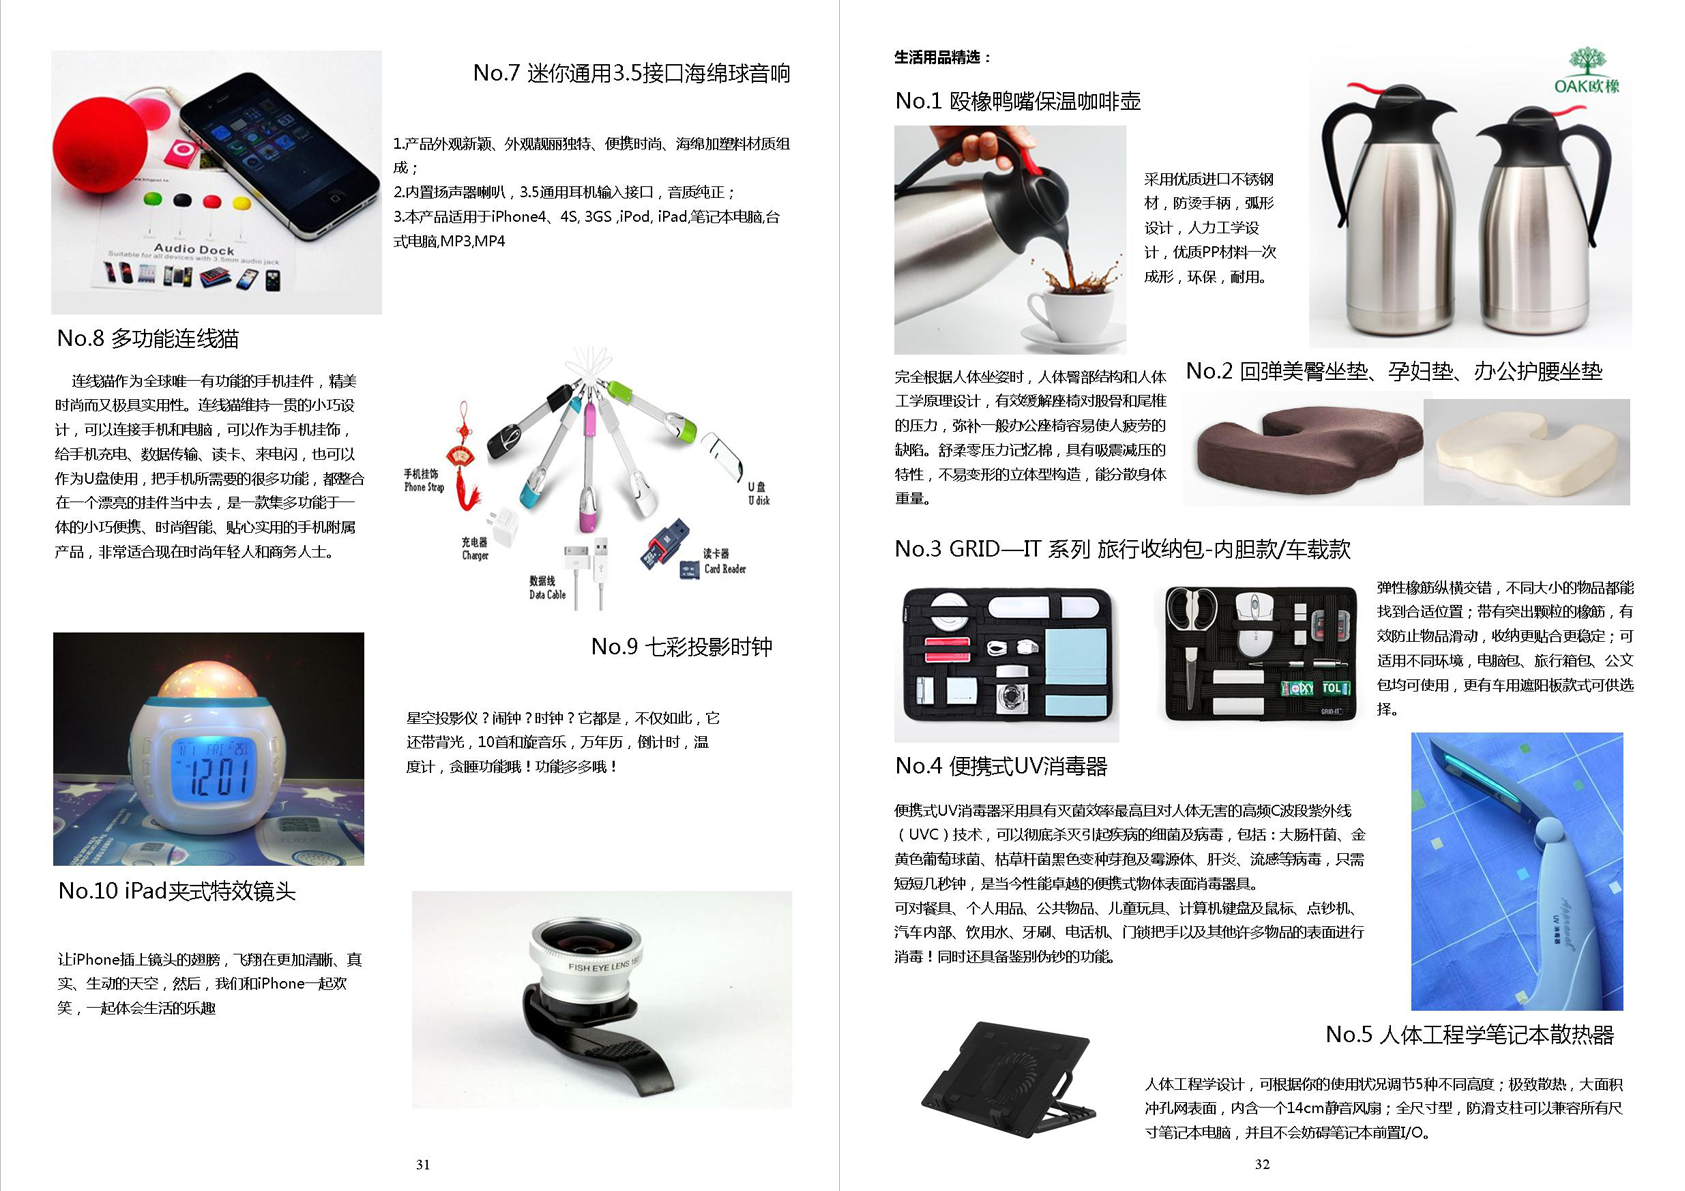 No.7 迷你通用3.5接口海绵球音响
1.产品外观新颖、外观靓丽独特、便携时尚、海绵加塑料材质组
成；
2.内置扬声器喇叭，3.5通用耳机输入接口，音质纯正；
3.本产品适用于iPhone4、4S, 3GS ,iPod, iPad,笔记本电脑,台
式电脑,MP3,MP4
Audio Dock
Suitable for all devices with 3.5mm audio jack
No.8 多功能连线猫
连线猫作为全球唯一有功能的手机挂件，精美
时尚而又极具实用性。连线猫维持一贯的小巧设
计，可以连接手机和电脑，可以作为手机挂饰，
给手机充电、数据传输、读卡、来电闪，也可以
作为U盘使用，把手机所需要的很多功能，都整合
在一个漂亮的挂件当中去，是一款集多功能于一
体的小巧便携、时尚智能、贴心实用的手机附属
产品，非常适合现在时尚年轻人和商务人士。
手机挂饰
Phone Strap
充电器
Charger
数据线
Data Cable
读卡器
Card Reader
U 盘
U disk
No.9 七彩投影时钟
星空投影仪？闹钟？时钟？它都是，不仅如此，它
还带背光，10首和旋音乐，万年历，倒计时，温
度计，贪睡功能哦！功能多多哦！
FRI
1201
No.10 iPad夹式特效镜头
让iPhone插上镜头的翅膀，飞翔在更加清晰、真
实、生动的天空，然后，我们和iPhone一起欢
笑，一起体会生活的乐趣
FISH EYE LENS
31
生活用品精选：
No.1 殴橡鸭嘴保温咖啡壶
OAK欧橡
采用优质进口不锈钢
材，防烫手柄，弧形
设计，人力工学设
计，优质PP材料一次
成形，环保，耐用。
No.2 回弹美臀坐垫、孕妇垫、办公护腰坐垫
完全根据人体坐姿时，人体臀部结构和人体
工学原理设计，有效缓解座椅对股骨和尾椎
的压力，弥补一般办公座椅容易使人疲劳的
缺陷。舒柔零压力记忆棉，具有吸震减压的
特性，不易变形的立体型构造，能分散身体
重量。
No.3 GRID—IT 系列 旅行收纳包-内胆款/车载款
弹性橡筋纵横交错，不同大小的物品都能
找到合适位置；带有突出颗粒的橡筋，有
效防止物品滑动，收纳更贴合更稳定；可
适用不同环境，电脑包、旅行箱包、公文
包均可使用，更有车用遮阳板款式可供选
择。
GRID-IT
No.4 便携式UV消毒器
便携式UV消毒器采用具有灭菌效率最高且对人体无害的高频C波段紫外线
（UVC）技术，可以彻底杀灭引起疾病的细菌及病毒，包括：大肠杆菌、金
黄色葡萄球菌、枯草杆菌黑色变种芽孢及霉源体、肝炎、流感等病毒，只需
短短几秒钟，是当今性能卓越的便携式物体表面消毒器具。
可对餐具、个人用品、公共物品、儿童玩具、计算机键盘及鼠标、点钞机、
汽车内部、饮用水、牙刷、电话机、门锁把手以及其他许多物品的表面进行
消毒！同时还具备鉴别伪钞的功能。
UV 消毒器
No.5 人体工程学笔记本散热器
人体工程学设计，可根据你的使用状况调节5种不同高度；极致散热，大面积
冲孔网表面，内含一个14cm静音风扇；全尺寸型，防滑支柱可以兼容所有尺
寸笔记本电脑，并且不会妨碍笔记本前置I/O。
32